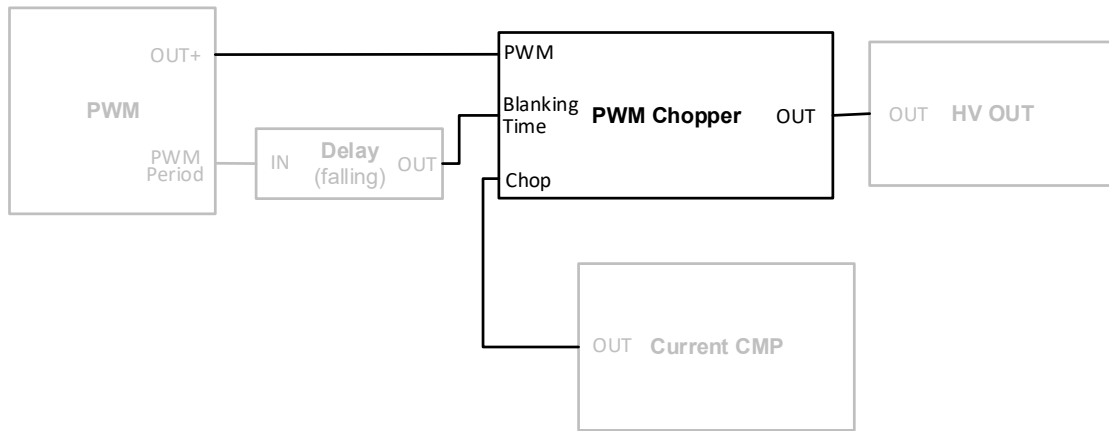 OUT+
PWM
PWM
Period
IN
Delay
(falling)
OUT
PWM
Blanking
Time
PWM Chopper
OUT
Chop
OUT
HV OUT
OUT
Current CMP